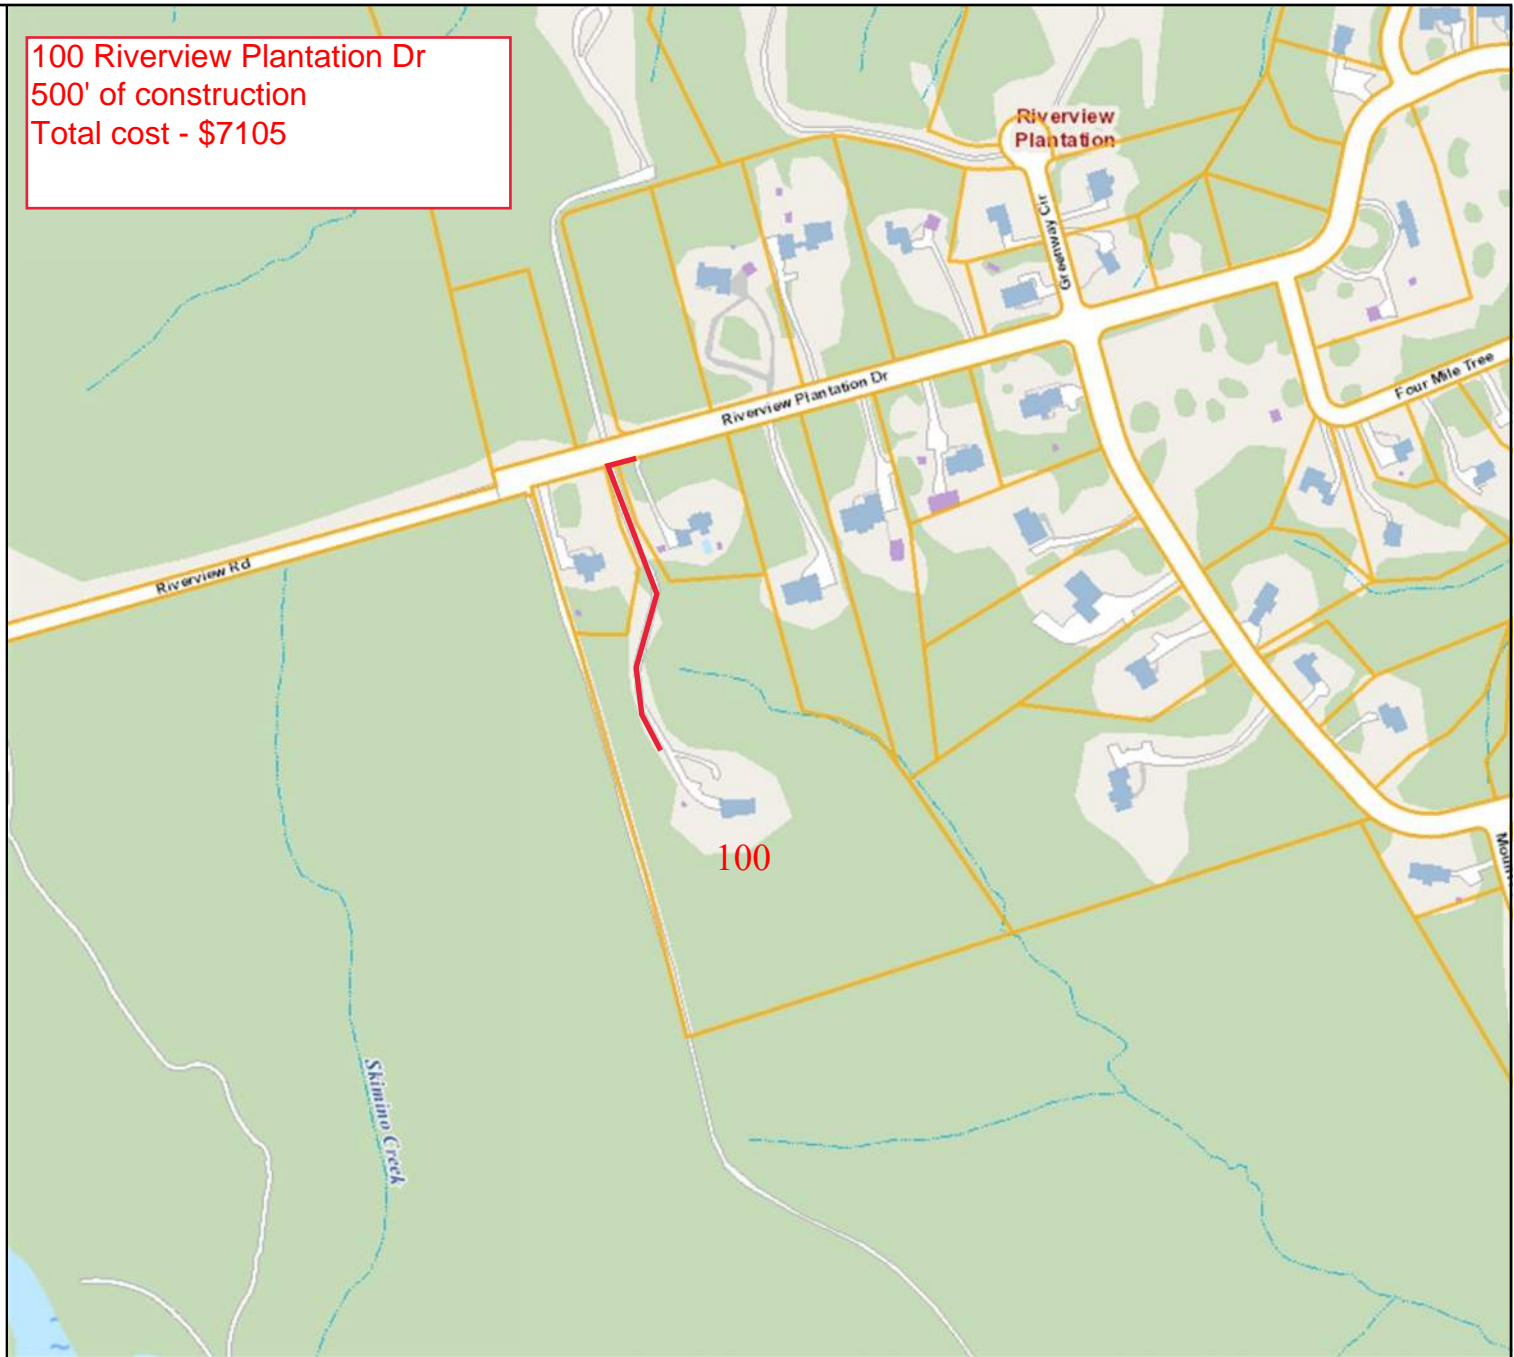 100 Riverview Plantation Dr
500' of construction
Total cost - $7105
Riverview
Plantation
Greenway Cir
Riverview Plantation Dr
Four Mile Tree
Riverview Rd
100
Skimino Creek